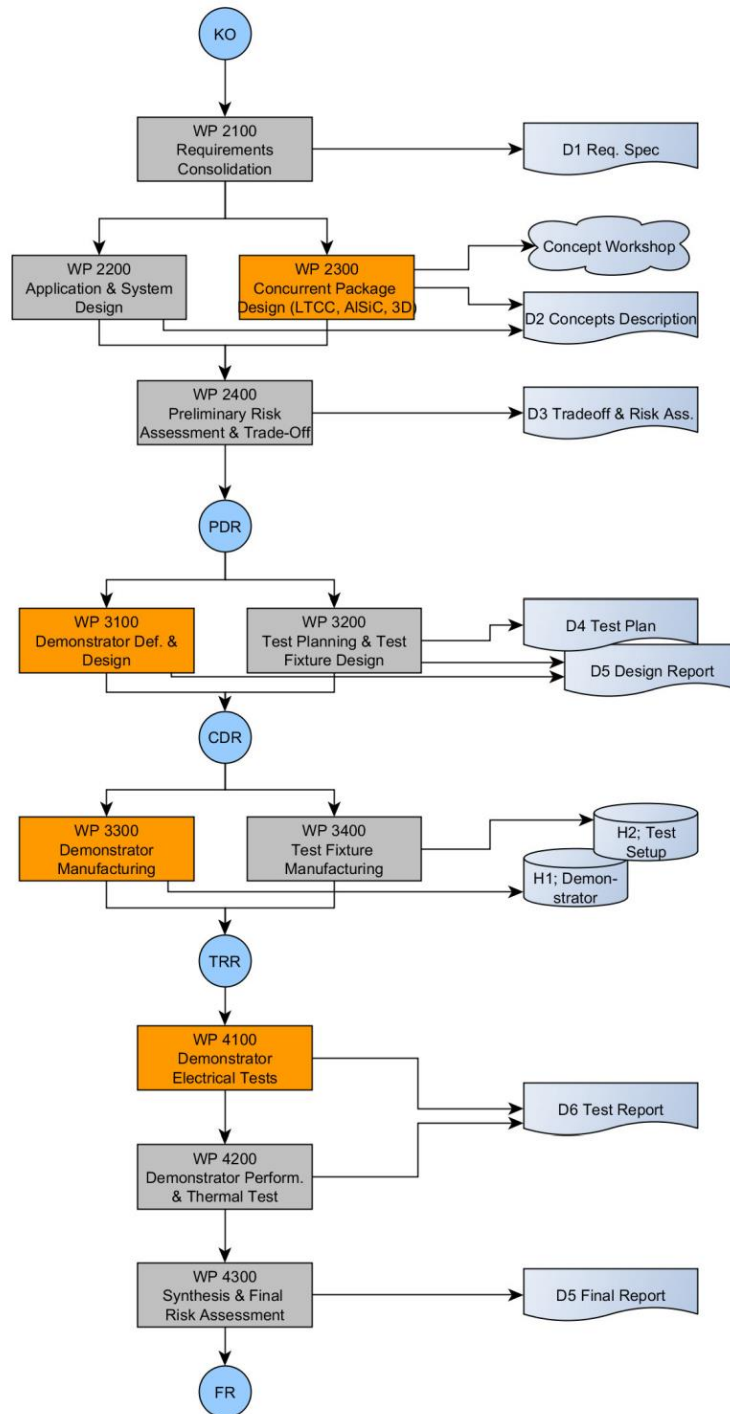 KO
WP 2100
Requirements
Consolidation
D1 Req. Spec
WP 2200
Application & System
Design
WP 2300
Concurrent Package
Design (LTCC, AlSiC, 3D)
Concept Workshop
D2 Concepts Description
WP 2400
Preliminary Risk
Assessment & Trade-Off
D3 Tradeoff & Risk Ass.
PDR
WP 3100
Demonstrator Def. &
Design
WP 3200
Test Planning & Test
Fixture Design
D4 Test Plan
D5 Design Report
CDR
WP 3300
Demonstrator
Manufacturing
WP 3400
Test Fixture
Manufacturing
H2; Test
Setup
H1; Demon-
strator
TRR
WP 4100
Demonstrator
Electrical Tests
D6 Test Report
WP 4200
Demonstrator Perform.
& Thermal Test
WP 4300
Synthesis & Final
Risk Assessment
D5 Final Report
FR